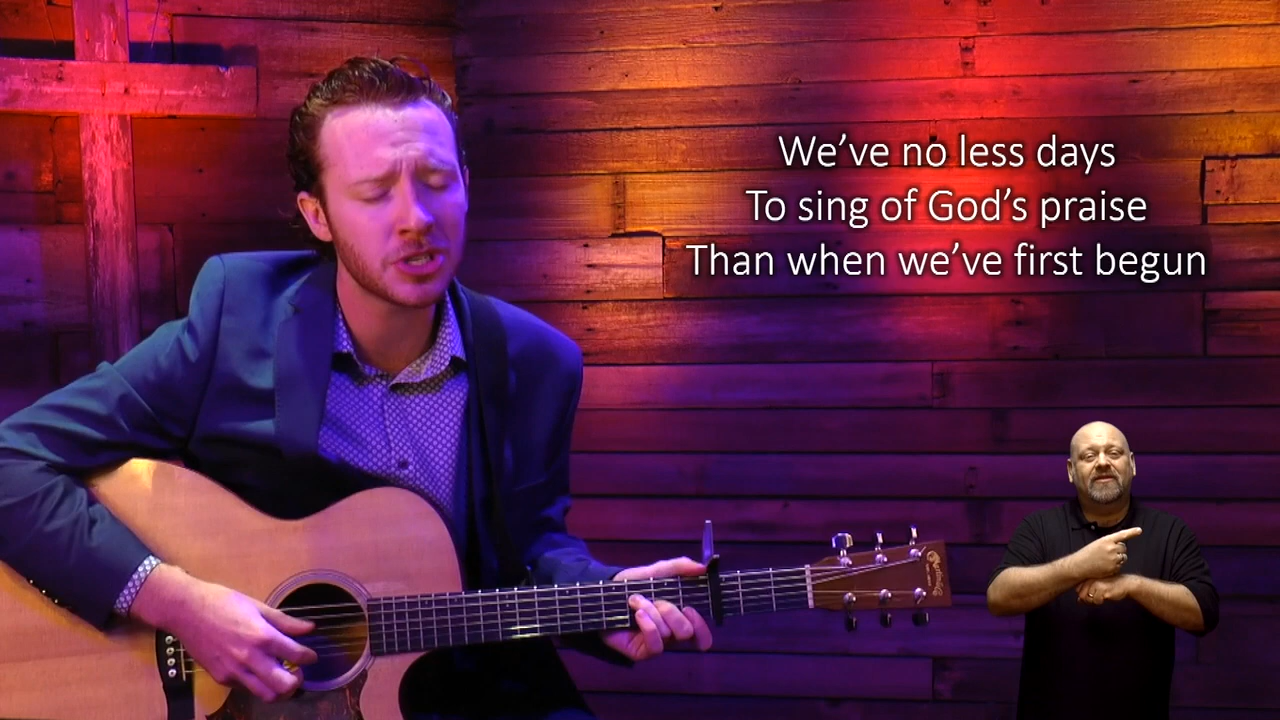 We’ve no less days
To sing of God’s praise
Than when we’ve first begun